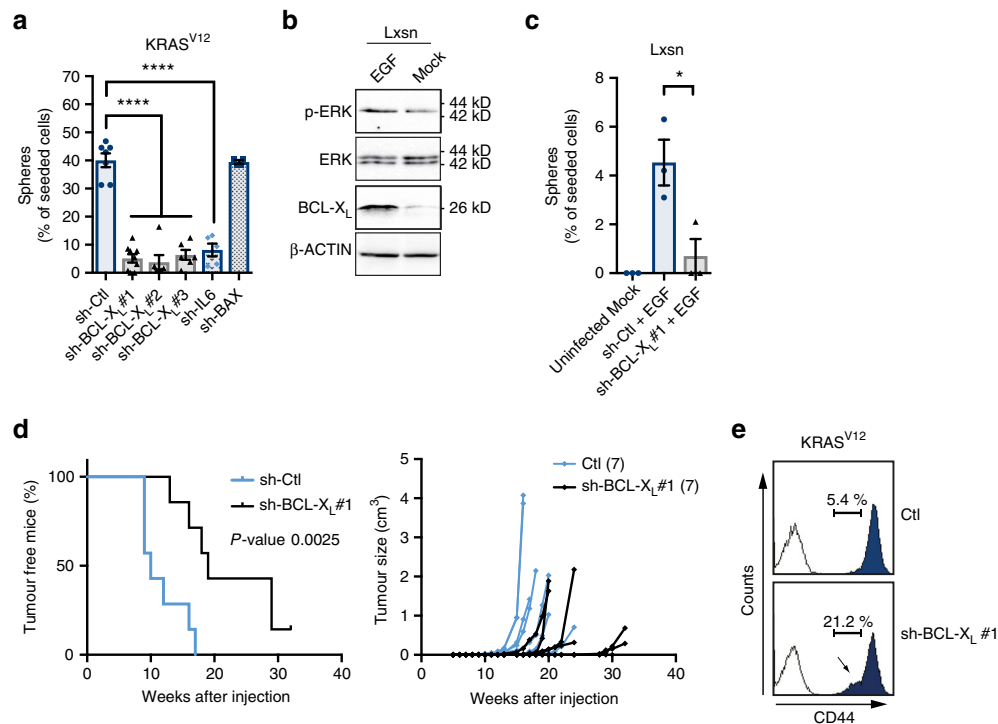 a
KRASV12
****
****
Spheres
(% of seeded cells)
70
60
50
40
30
20
10
0
sh-Ctl
sh-BCL-XL#1
sh-BCL-XL#2
sh-BCL-XL#3
sh-IL6
sh-BAX
b
Lxsn
EGF
Mock
p-ERK
44 kD
42 kD
ERK
44 kD
42 kD
BCL-XL
26 kD
β-ACTIN
c
Lxsn
*
Spheres
(% of seeded cells)
8
6
4
2
0
Uninfected Mock
sh-Ctl + EGF
sh-BCL-XL#1 + EGF
d
Tumour free mice (%)
100
50
0
0 10 20 30 40
Weeks after injection
sh-Ctl
sh-BCL-XL#1
P-value 0.0025
Tumour size (cm3)
5
4
3
2
1
0
0 20 40
Weeks after injection
Ctl (7)
sh-BCL-XL#1 (7)
e
KRASV12
5.4 %
Ctl
21.2 %
sh-BCL-XL #1
Counts
CD44